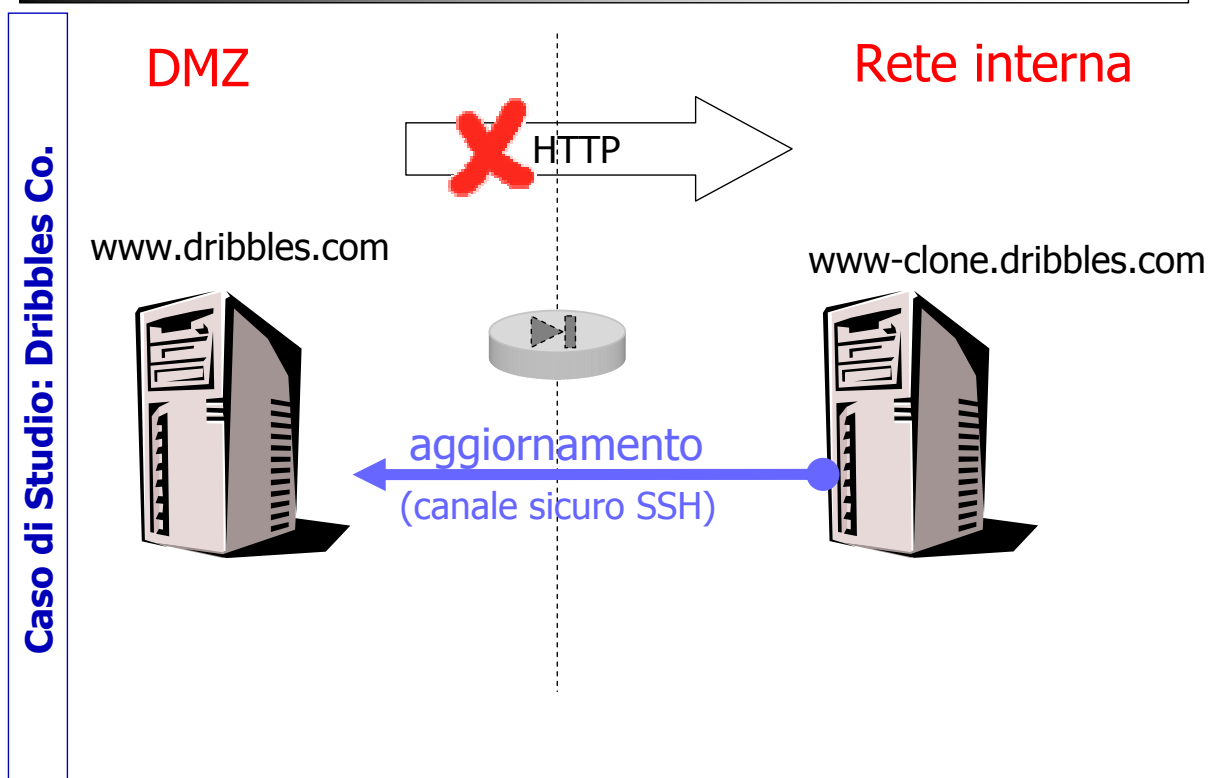 Caso di Studio: Dribbles Co.
DMZ
Rete interna
HTTP
www.dribbles.com
www-clone.dribbles.com
aggiornamento
(canale sicuro SSH)